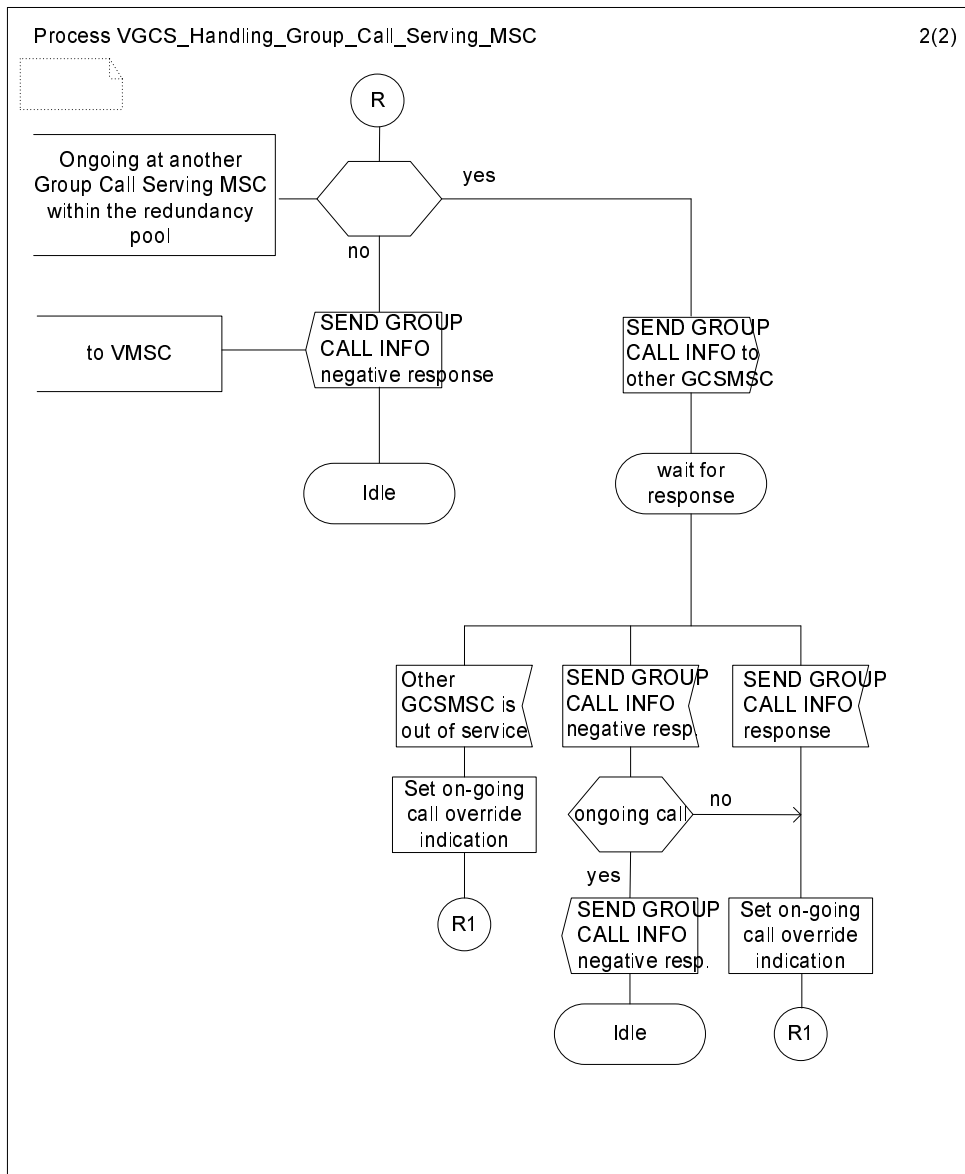 Process VGCS_Handling_Group_Call_Serving_MSC
2(2)
R
Ongoing at another
Group Call Serving MSC
within the redundancy
pool
yes
no
SEND GROUP
CALL INFO
negative response
to VMSC
SEND GROUP
CALL INFO to
other GCSMSC
Idle
wait for
response
Other
GCSMSC is
out of service
SEND GROUP
CALL INFO
negative resp.
SEND GROUP
CALL INFO
response
Set on-going
call override
indication
ongoing call
no
yes
R1
SEND GROUP
CALL INFO
negative resp.
Set on-going
call override
indication
Idle
R1